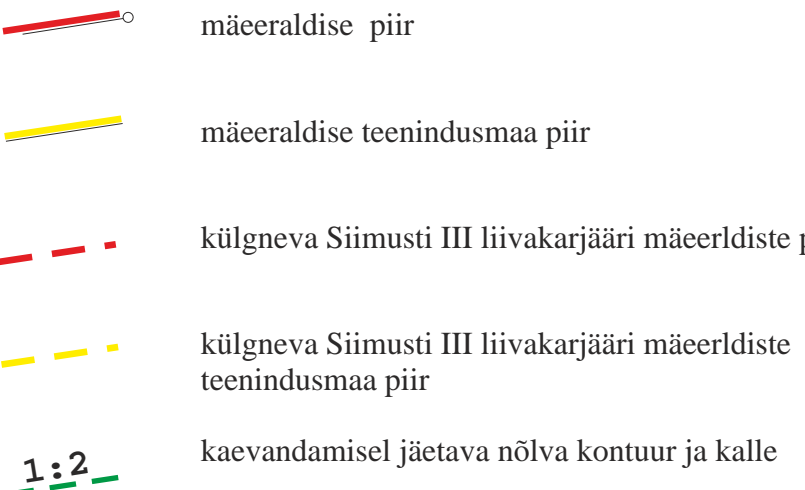 mäeeraldise piir
mäeeraldise teenindusmaa piir
külgneva Siimusti III liivakarjääri mäeerldiste
külgneva Siimusti III liivakarjääri mäeerldiste
teenindusmaa piir
1:2 kaevandamisel jäetava nõlva kontuur ja kalle